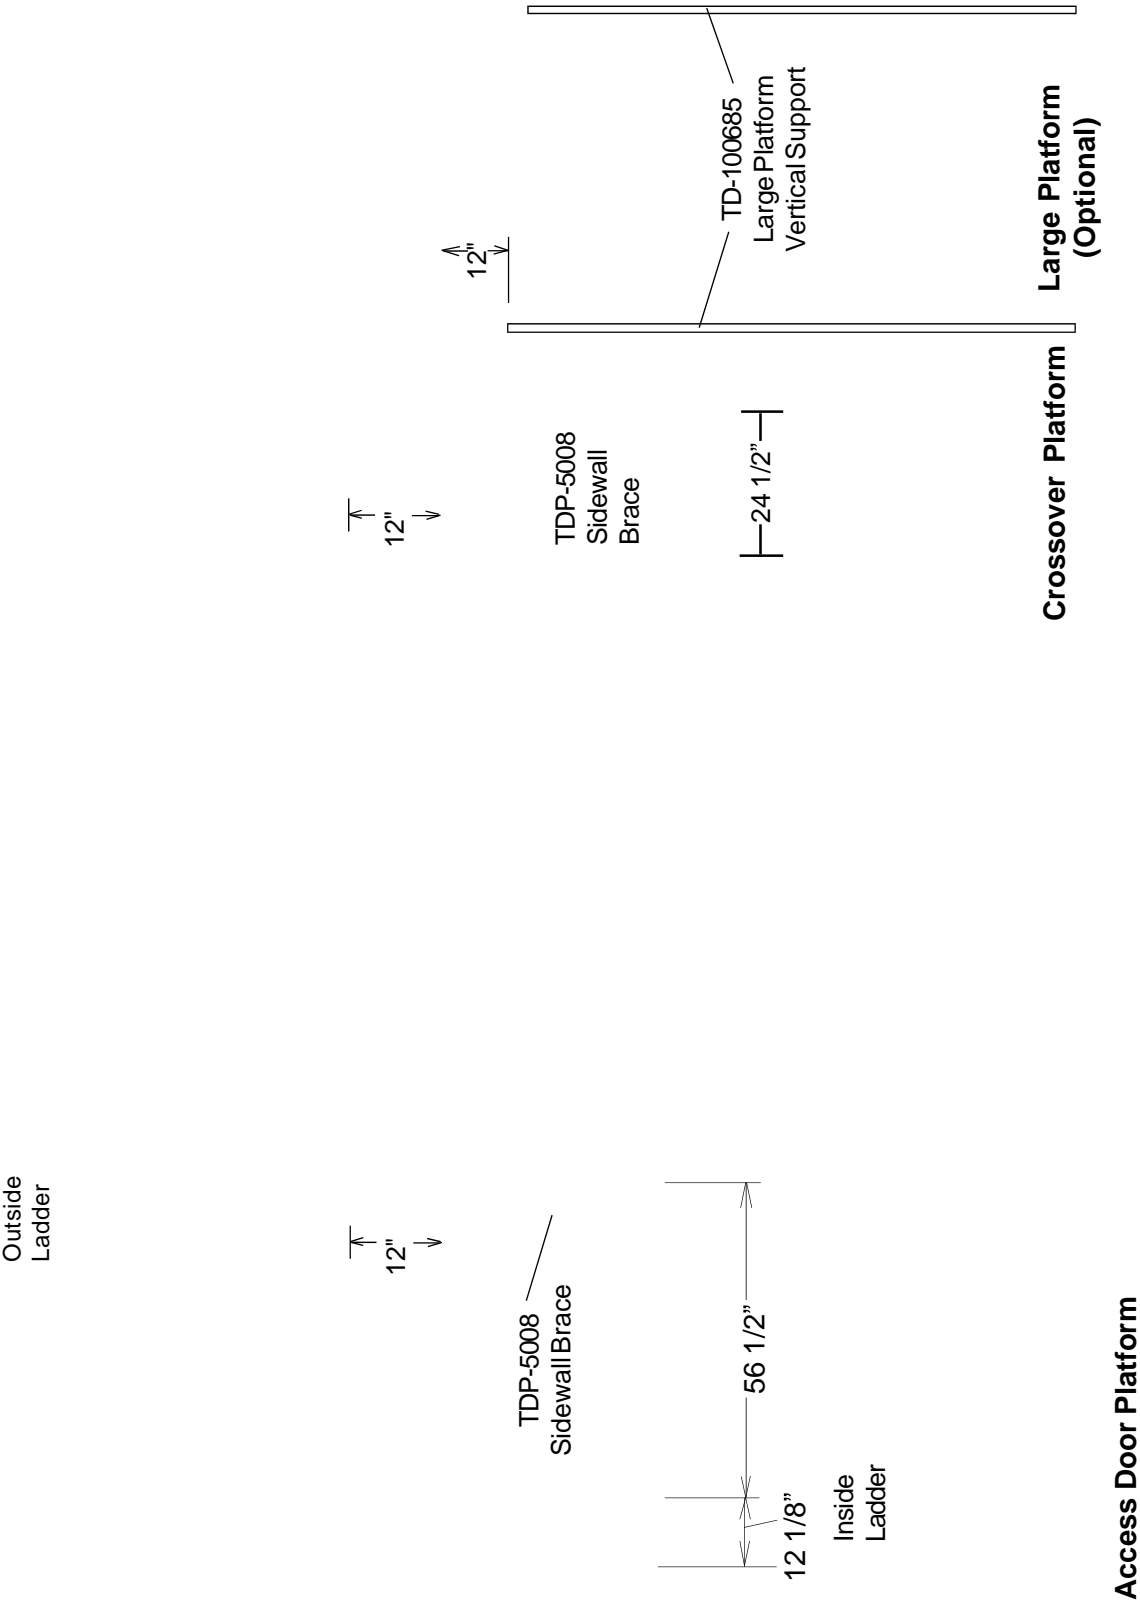 Outside
Ladder
12"
TDP-5008
Sidewall Brace
56 1/2”
12 1/8”
Inside
Ladder
Access Door Platform
12"
TDP-5008
Sidewall
Brace
24 1/2”
Crossover Platform
12"
TD-100685
Large Platform
Vertical Support
Large Platform
(Optional)